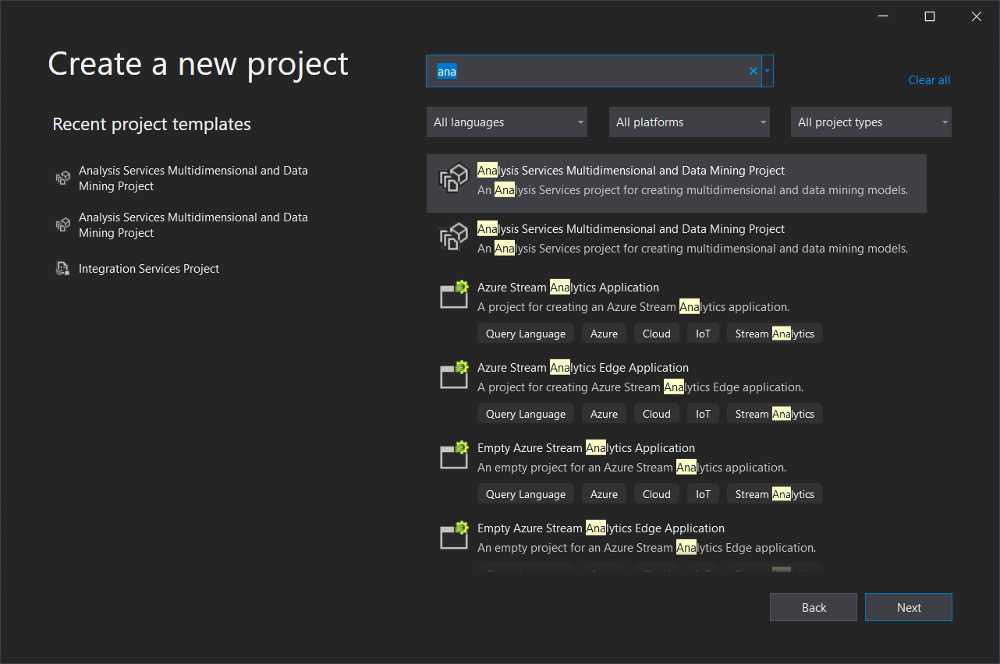 Create a new project
ana
Clear all
Recent project templates
All languages
All platforms
All project types
Analysis Services Multidimensional and Data
Mining Project
Analysis Services Multidimensional and Data
Mining Project
Integration Services Project
Analysis Services Multidimensional and Data Mining Project
An Analysis Services project for creating multidimensional and data mining models.
Analysis Services Multidimensional and Data Mining Project
An Analysis Services project for creating multidimensional and data mining models.
Azure Stream Analytics Application
A project for creating an Azure Stream Analytics application.
Query Language Azure Cloud IoT Stream Analytics
Azure Stream Analytics Edge Application
A project for creating Azure Stream Analytics Edge application.
Query Language Azure Cloud IoT Stream Analytics
Empty Azure Stream Analytics Application
An empty project for an Azure Stream Analytics application.
Query Language Azure Cloud IoT Stream Analytics
Empty Azure Stream Analytics Edge Application
An empty project for an Azure Stream Analytics Edge application.
Back
Next